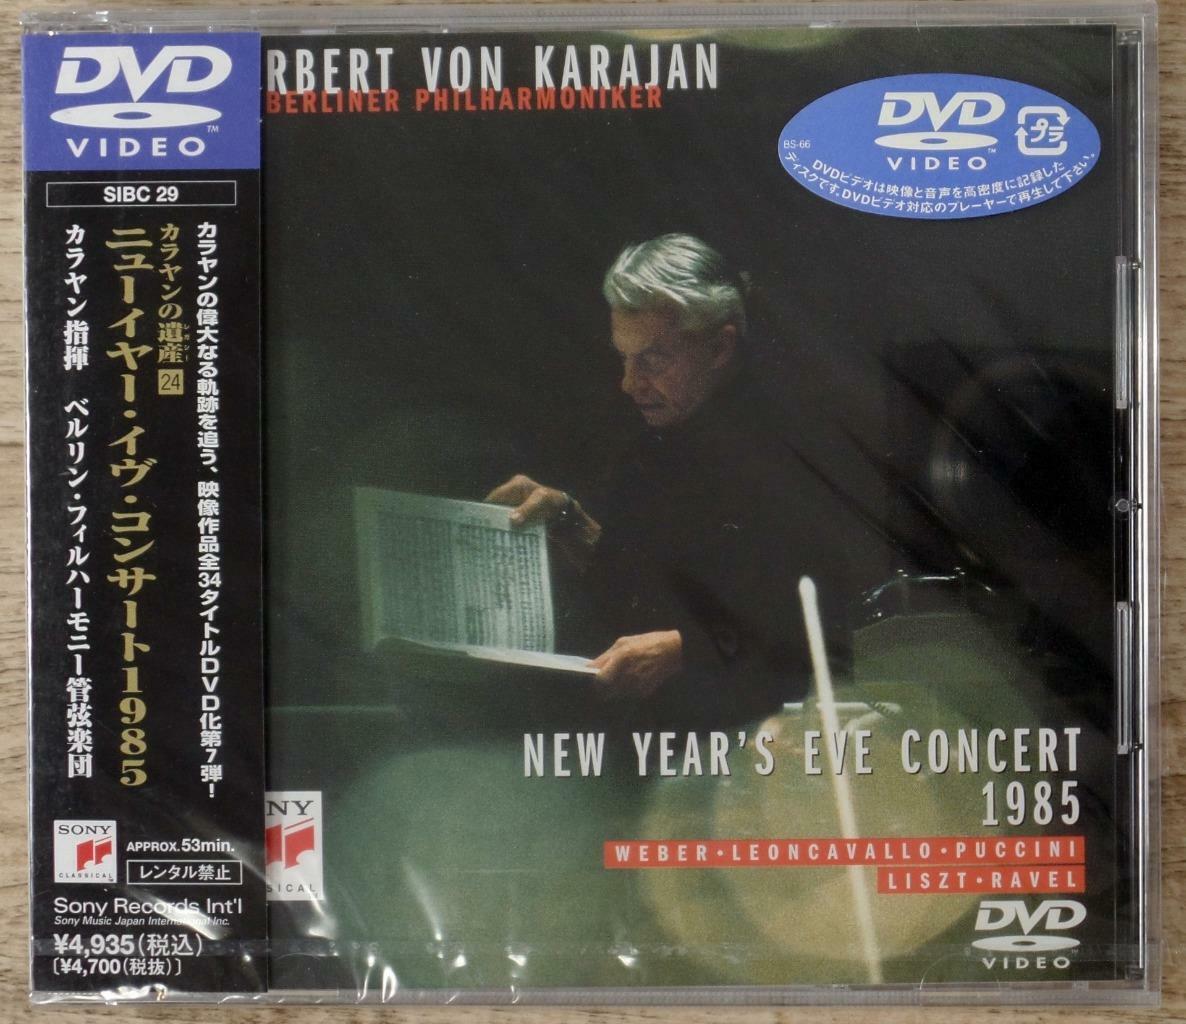 DVD
VIDEO
SIBC 29
カラヤンの偉大なる軌跡を追う、映像作品全34タイトルDVD化第7弾!
カラヤンの遺産 24
レガシー
ニューイヤー・イヴ・コンサート1985
カラヤン指揮 ベルリン・フィルハーモニー管弦楽団
SONY
CLASSICAL
APPROX.53min.
レンタル禁止
Sony Records Int'l
Sony Music Japan International Inc.
¥4,935(税込)
〔¥4,700(税抜)〕
RBERT VON KARAJAN
BERLINER PHILHARMONIKER
DVD
VIDEO
TM
プラ
BS-66
DVDビデオは映像と音声を高密度に記録した
ディスクです。DVDビデオ対応のプレーヤーで再生して下さい。
NEW YEAR'S EVE CONCERT
1985
WEBER・LEONCAVALLO・PUCCINI
LISZT・RAVEL
NY
SICAL
DVD
VIDEO